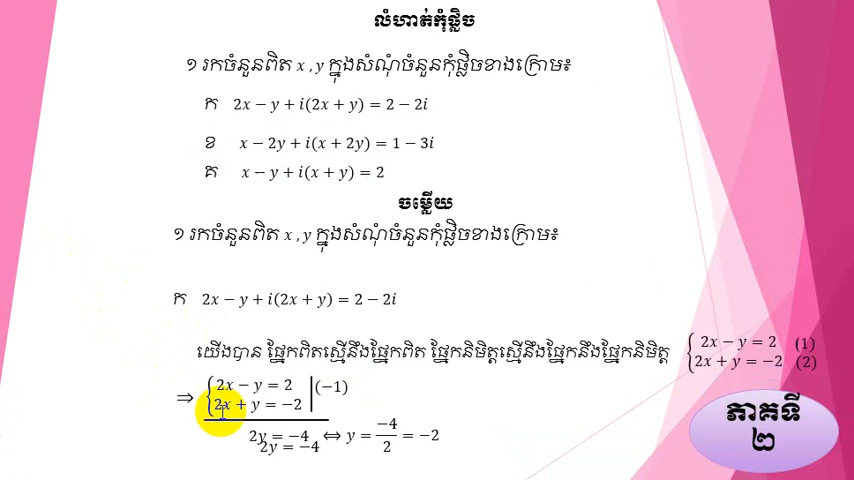 លំហាត់កុំផ្លិច
១ រកចំនួនពិត x , y ក្នុងសំណុំចំនួនកុំផ្លិចខាងក្រោម៖
ក 2x − y + i(2x + y) = 2 − 2i
ខ x − 2y + i(x + 2y) = 1 − 3i
គ x − y + i(x + y) = 2
ចម្លើយ
១ រកចំនួនពិត x , y ក្នុងសំណុំចំនួនកុំផ្លិចខាងក្រោម៖
ក 2x − y + i(2x + y) = 2 − 2i
យើងបាន ផ្នែកពិតស្មើនឹងផ្នែកពិត ផ្នែកនិមិត្តស្មើនឹងផ្នែកនឹងផ្នែកនិមិត្ត { 2x − y = 2 (1)
2x + y = −2 (2)
⇒ { 2x − y = 2 | (−1)
2x + y = −2
2y = −4 ⇔ y = −4/2 = −2
2y = −4
ភាគទី
២